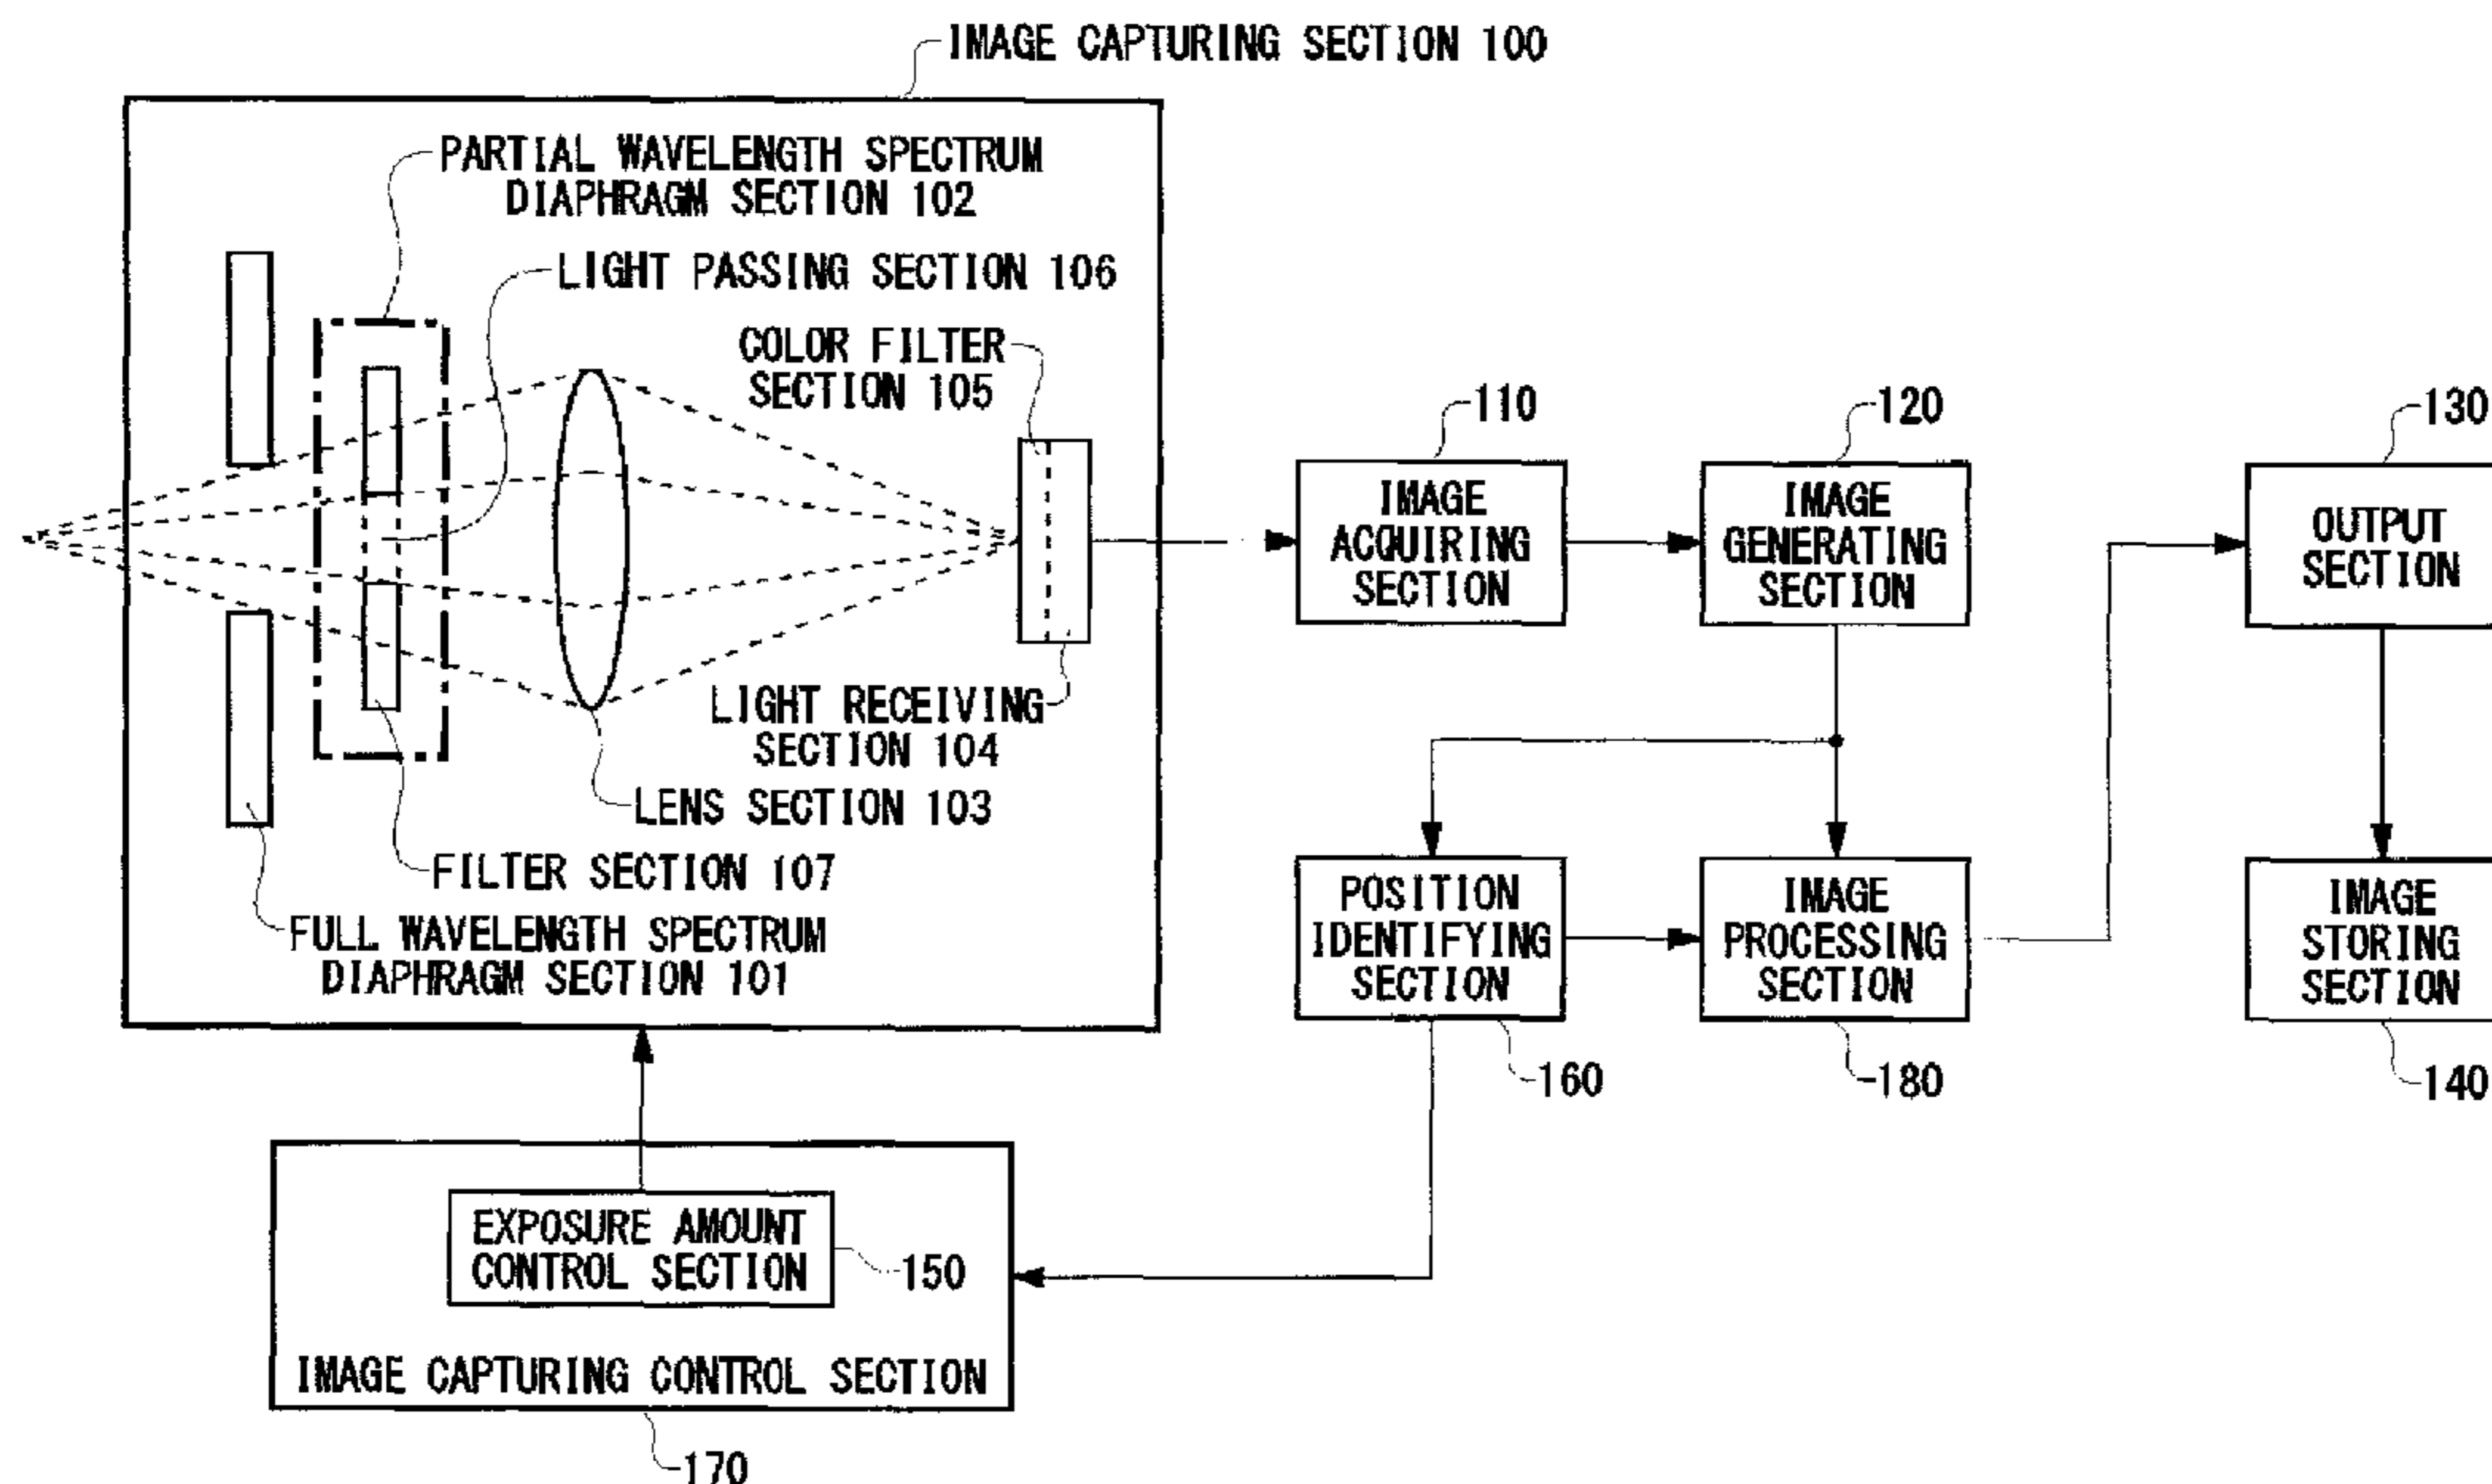 IMAGE CAPTURING SECTION 100
PARTIAL WAVELENGTH SPECTRUM
DIAPHRAGM SECTION 102
LIGHT PASSING SECTION 106
COLOR FILTER
SECTION 105
LIGHT RECEIVING
SECTION 104
LENS SECTION 103
FILTER SECTION 107
FULL WAVELENGTH SPECTRUM
DIAPHRAGM SECTION 101
110
IMAGE
ACQUIRING
SECTION
120
IMAGE
GENERATING
SECTION
130
OUTPUT
SECTION
POSITION
IDENTIFYING
SECTION
160
IMAGE
PROCESSING
SECTION
180
IMAGE
STORING
SECTION
140
EXPOSURE AMOUNT
CONTROL SECTION
150
IMAGE CAPTURING CONTROL SECTION
170